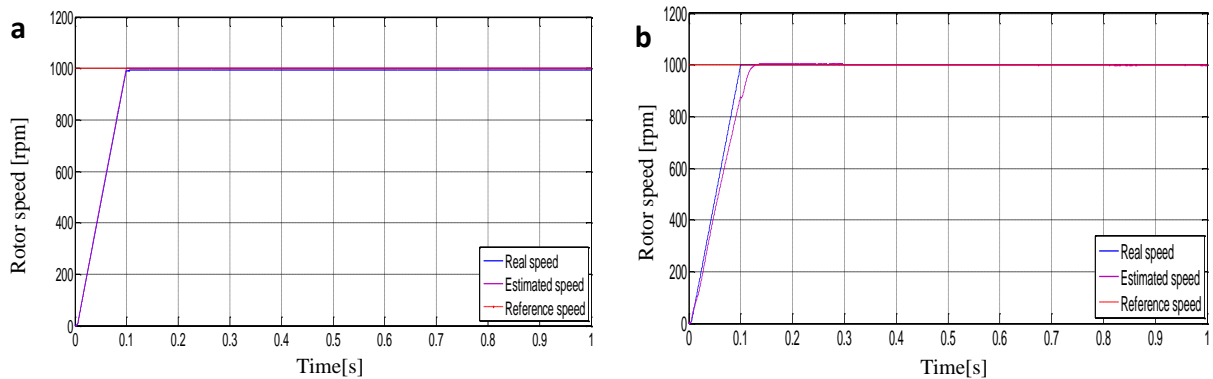 a
1200
1000
800
600
400
200
0
Rotor speed [rpm]
Real speed
Estimated speed
Reference speed
0 0.1 0.2 0.3 0.4 0.5 0.6 0.7 0.8 0.9 1
Time[s]
b
1200
1000
800
600
400
200
0
Rotor speed [rpm]
Real speed
Estimated speed
Reference speed
0 0.1 0.2 0.3 0.4 0.5 0.6 0.7 0.8 0.9 1
Time[s]